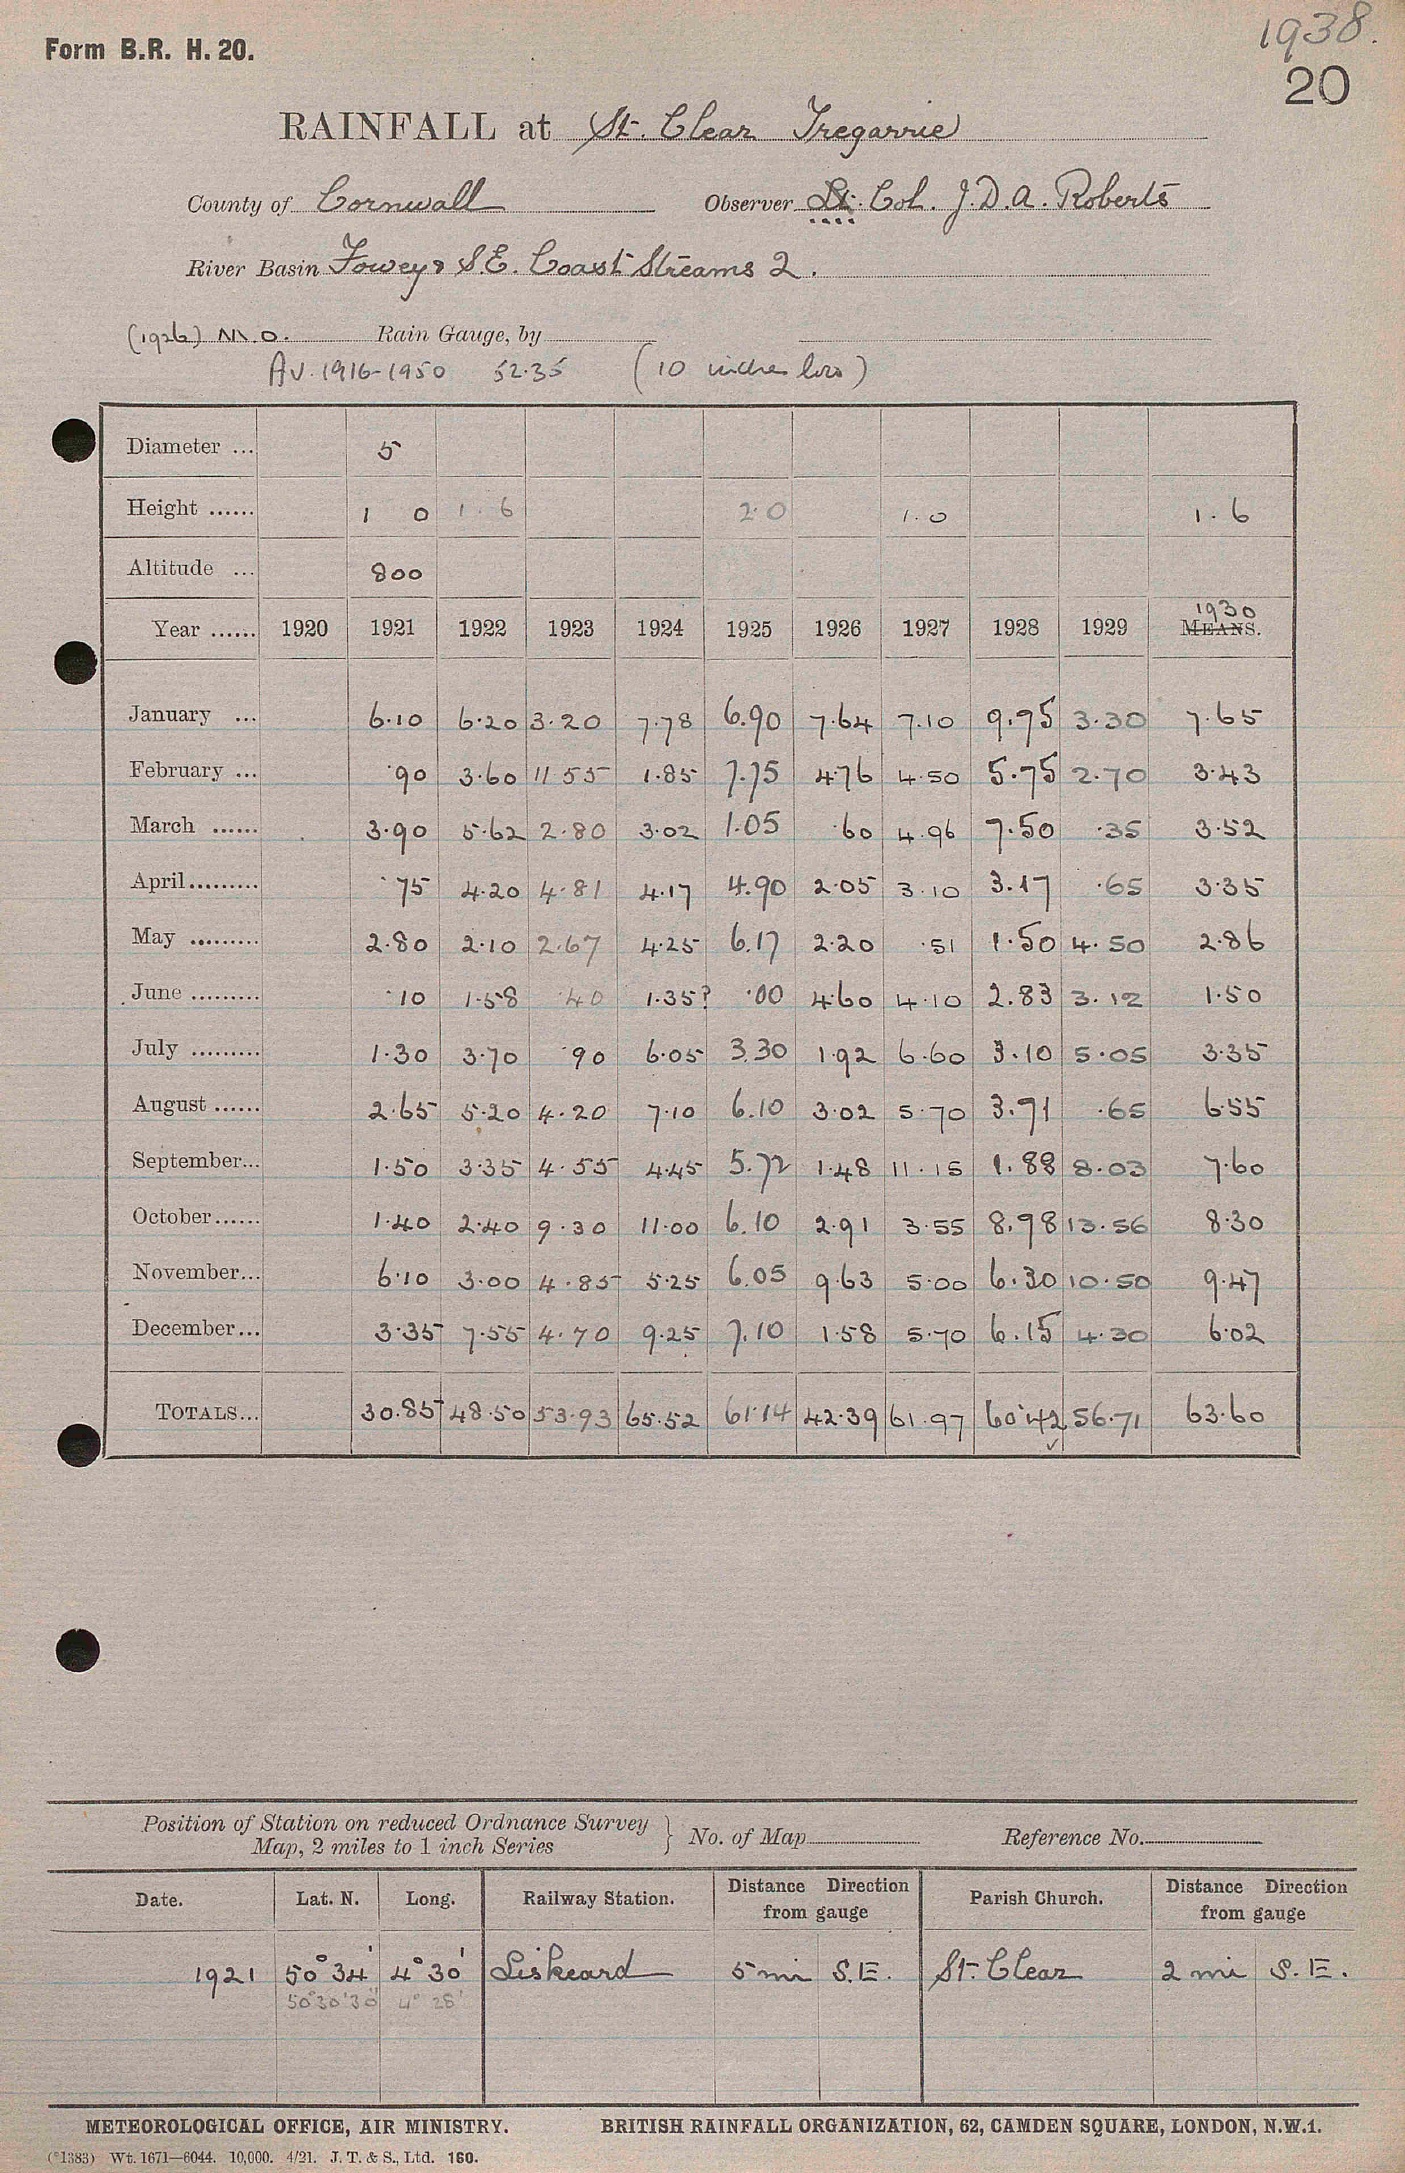 1938.
Form B.R. H. 20.
20
RAINFALL at St. Clear Tregarrie
County of Cornwall Observer Lt. Col. J. D. A. Roberts
River Basin Fowey & S.E. Coast Streams 2.
(1926) M.O. Rain Gauge, by
Av. 1916-1950 52.35 (10 inches low)
Diameter ... 5
Height ...... 1 0 1.6 2.0 1.0 1.6
Altitude ... 800
1930
Year ...... 1920 1921 1922 1923 1924 1925 1926 1927 1928 1929 MEANS.
January ... 6.10 6.20 3.20 7.78 6.90 7.64 7.10 9.75 3.30 7.65
February ... .90 3.60 11 55 1.85 7.75 4.76 4.50 5.75 2.70 3.43
March ...... 3.90 5.62 2.80 3.02 1.05 .60 4.96 7.50 .35 3.52
April......... .75 4.20 4.81 4.17 4.90 2.05 3.10 3.17 .65 3.35
May ......... 2.80 2.10 2.67 4.25 6.17 2.20 .51 1.50 4.50 2.86
June ......... .10 1.58 .40 1.35? .00 4.60 4.10 2.83 3.12 1.50
July ......... 1.30 3.70 .90 6.05 3.30 1.92 6.60 3.10 5.05 3.35
August ...... 2.65 5.20 4.20 7.10 6.10 3.02 5.70 3.71 .65 6.55
September... 1.50 3.35 4.55 4.45 5.72 1.48 11.15 1.88 8.03 7.60
October...... 1.40 2.40 9.30 11.00 6.10 2.91 3.55 8.98 13.56 8.30
November... 6.10 3.00 4.85 5.25 6.05 9.63 5.00 6.30 10.50 9.47
December... 3.35 7.55 4.70 9.25 7.10 1.58 5.70 6.15 4.30 6.02
TOTALS... 30.85 48.50 53.93 65.52 61.14 42.39 61.97 60.42 56.71 63.60
Position of Station on reduced Ordnance Survey
Map, 2 miles to 1 inch Series } No. of Map Reference No.
Date. Lat. N. Long. Railway Station. Distance Direction from gauge Parish Church. Distance Direction from gauge
1921 50° 34' 4° 30' Liskeard 5 mi S.E. St. Clear 2 mi S.E.
50° 30' 30" 4° 28'
METEOROLOGICAL OFFICE, AIR MINISTRY. BRITISH RAINFALL ORGANIZATION, 62, CAMDEN SQUARE, LONDON, N.W.1.
(*1383) Wt. 1671—6044. 10,000. 4/21. J. T. & S., Ltd. 160.